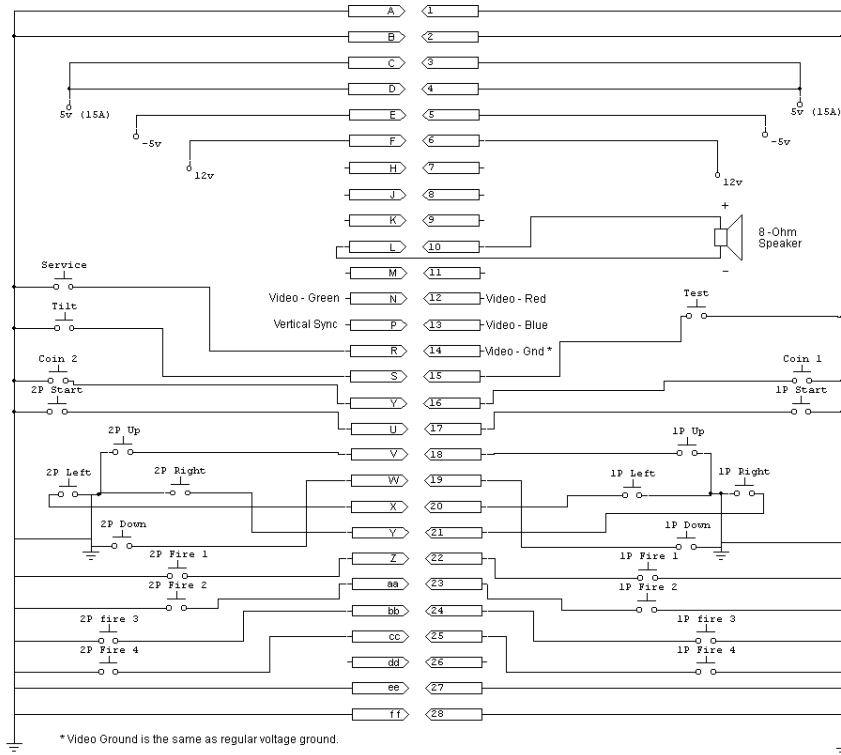 A 1
B 2
C 3
D 4
5v (15A) 5v (15A)
E 5
-5v -5v
F 6
12v 12v
H 7
J 8
K 9
+
L 10
8-Ohm
Speaker
-
M 11
Service
Video - Green N 12 Video - Red
Test
Tilt
Vertical Sync P 13 Video - Blue
R 14 Video - Gnd *
S 15
Coin 2 Coin 1
Y 16
2P Start 1P Start
U 17
2P Up 1P Up
V 18
2P Left 2P Right 1P Left 1P Right
W 19
X 20
2P Down 1P Down
Y 21
2P Fire 1 1P Fire 1
Z 22
2P Fire 2 1P Fire 2
aa 23
bb 24
2P fire 3 1P fire 3
cc 25
2P Fire 4 1P Fire 4
dd 26
ee 27
ff 28
* Video Ground is the same as regular voltage ground.